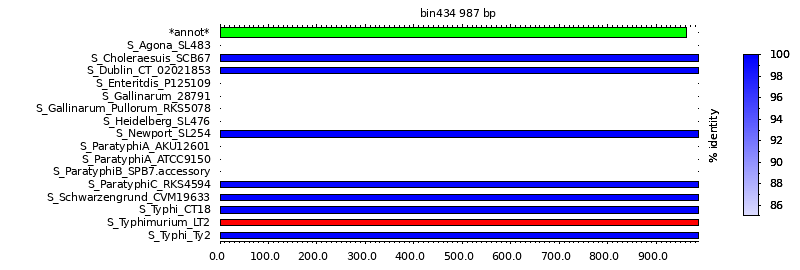 bin434 987 bp
*annot*
S_Agona_SL483
S_Choleraesuis_SCB67
S_Dublin_CT_02021853
S_Enteritdis_P125109
S_Gallinarum_28791
S_Gallinarum_Pullorum_RKS5078
S_Heidelberg_SL476
S_Newport_SL254
S_ParatyphiA_AKU12601
S_ParatyphiA_ATCC9150
S_ParatyphiB_SPB7.accessory
S_ParatyphiC_RKS4594
S_Schwarzengrund_CVM19633
S_Typhi_CT18
S_Typhimurium_LT2
S_Typhi_Ty2
0.0 100.0 200.0 300.0 400.0 500.0 600.0 700.0 800.0 900.0
% identity
100
98
96
94
92
90
88
86